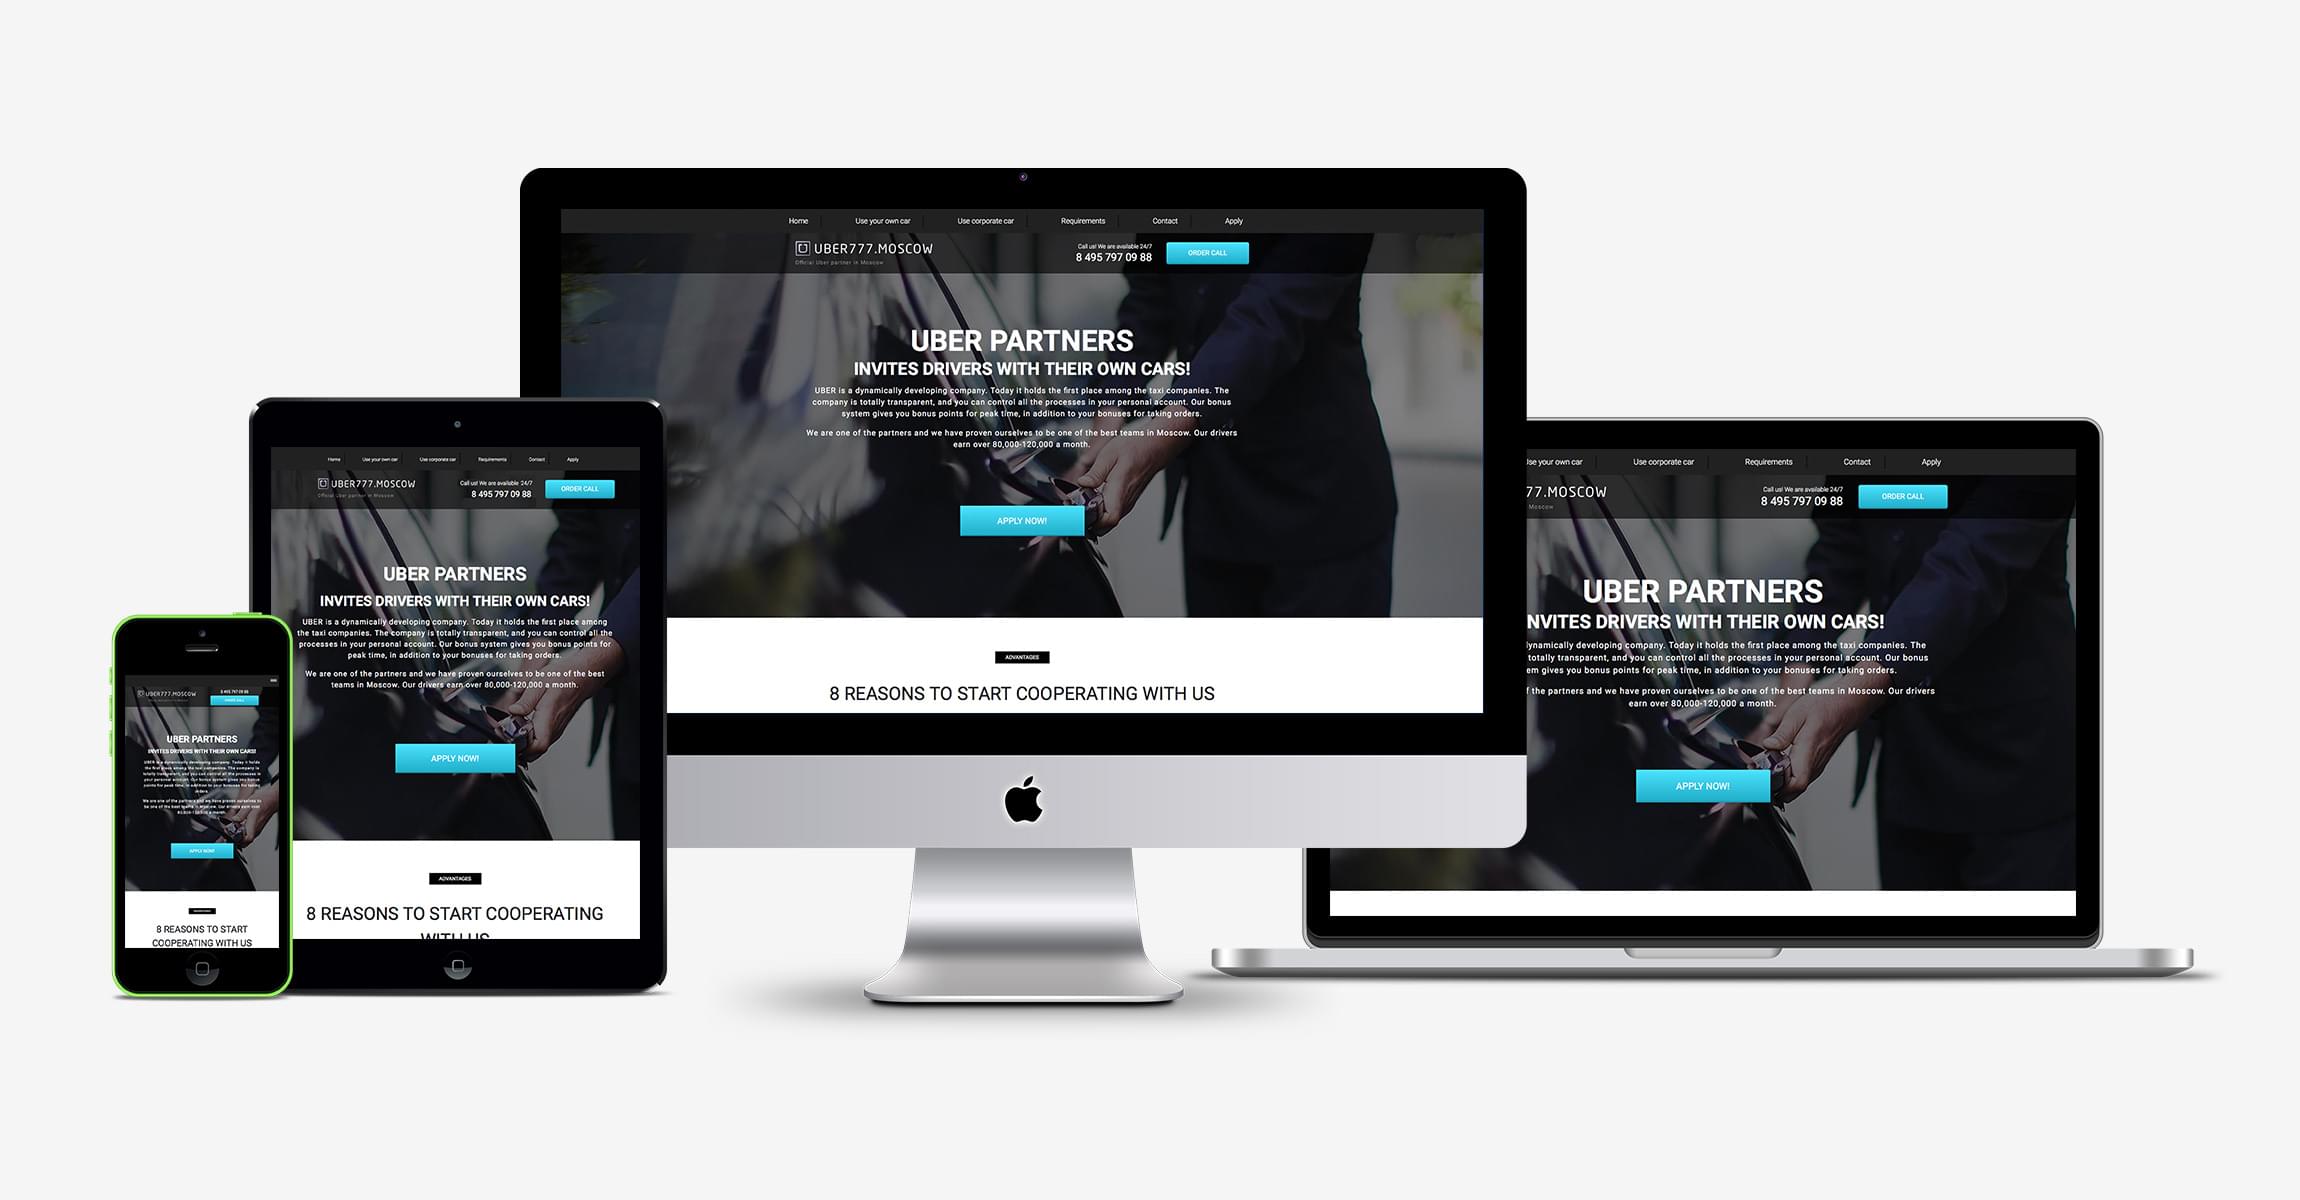 Home
Use your own car
Use corporate car
Requirements
Contact
Apply
UBER777.MOSCOW
Official Uber partner in Moscow
Call us! We are available 24/7
8 495 797 09 88
ORDER CALL
UBER PARTNERS
INVITES DRIVERS WITH THEIR OWN CARS!
UBER is a dynamically developing company. Today it holds the first place among the taxi companies. The
company is totally transparent, and you can control all the processes in your personal account. Our bonus
system gives you bonus points for peak time, in addition to your bonuses for taking orders.
We are one of the partners and we have proven ourselves to be one of the best teams in Moscow. Our drivers
earn over 80,000-120,000 a month.
APPLY NOW!
ADVANTAGES
8 REASONS TO START COOPERATING WITH US
Home
Use your own car
Use corporate car
Requirements
Contact
Apply
UBER777.MOSCOW
Official Uber partner in Moscow
Call us! We are available 24/7
8 495 797 09 88
ORDER CALL
UBER PARTNERS
INVITES DRIVERS WITH THEIR OWN CARS!
UBER is a dynamically developing company. Today it holds the first place among
the taxi companies. The company is totally transparent, and you can control all the
processes in your personal account. Our bonus system gives you bonus points for
peak time, in addition to your bonuses for taking orders.
We are one of the partners and we have proven ourselves to be one of the best
teams in Moscow. Our drivers earn over 80,000-120,000 a month.
APPLY NOW!
ADVANTAGES
8 REASONS TO START COOPERATING
WITH US
UBER777.MOSCOW
8 495 797 09 88
ORDER CALL
UBER PARTNERS
INVITES DRIVERS WITH THEIR OWN CARS!
UBER is a dynamically developing company. Today it holds
the first place among the taxi companies. The company is
totally transparent, and you can control all the processes in
your personal account. Our bonus system gives you bonus
points for peak time, in addition to your bonuses for taking
orders.
We are one of the partners and we have proven ourselves to
be one of the best teams in Moscow. Our drivers earn over
80,000-120,000 a month.
APPLY NOW!
8 REASONS TO START
COOPERATING WITH US
Use your own car
Use corporate car
Requirements
Contact
Apply
77.MOSCOW
Moscow
Call us! We are available 24/7
8 495 797 09 88
ORDER CALL
UBER PARTNERS
INVITES DRIVERS WITH THEIR OWN CARS!
dynamically developing company. Today it holds the first place among the taxi companies. The
totally transparent, and you can control all the processes in your personal account. Our bonus
em gives you bonus points for peak time, in addition to your bonuses for taking orders.
f the partners and we have proven ourselves to be one of the best teams in Moscow. Our drivers
earn over 80,000-120,000 a month.
APPLY NOW!